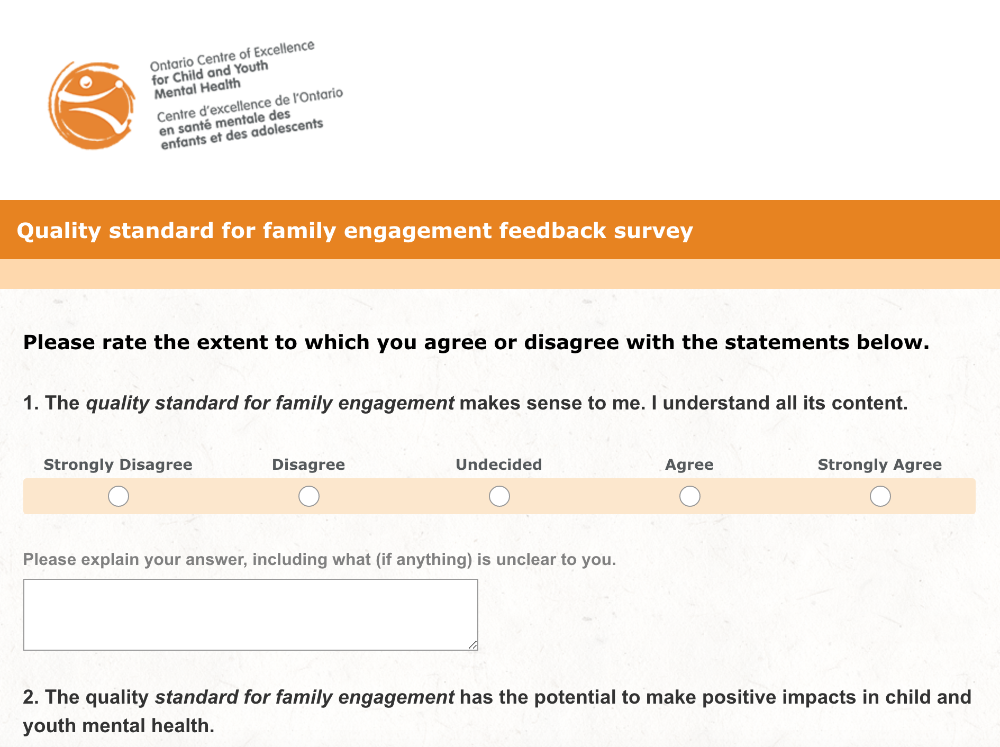 Ontario Centre of Excellence
for Child and Youth
Mental Health
Centre d'excellence de l'Ontario
en santé mentale des
enfants et des adolescents
Quality standard for family engagement feedback survey
Please rate the extent to which you agree or disagree with the statements below.
1. The quality standard for family engagement makes sense to me. I understand all its content.
Strongly Disagree Disagree Undecided Agree Strongly Agree
Please explain your answer, including what (if anything) is unclear to you.
2. The quality standard for family engagement has the potential to make positive impacts in child and
youth mental health.